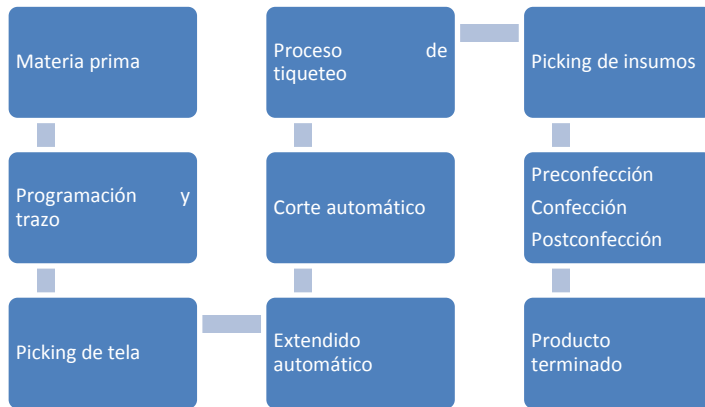 Materia prima
Programación y
trazo
Picking de tela
Extendido
automático
Corte automático
Proceso de
tiqueteo
Picking de insumos
Preconfección
Confección
Postconfección
Producto
terminado